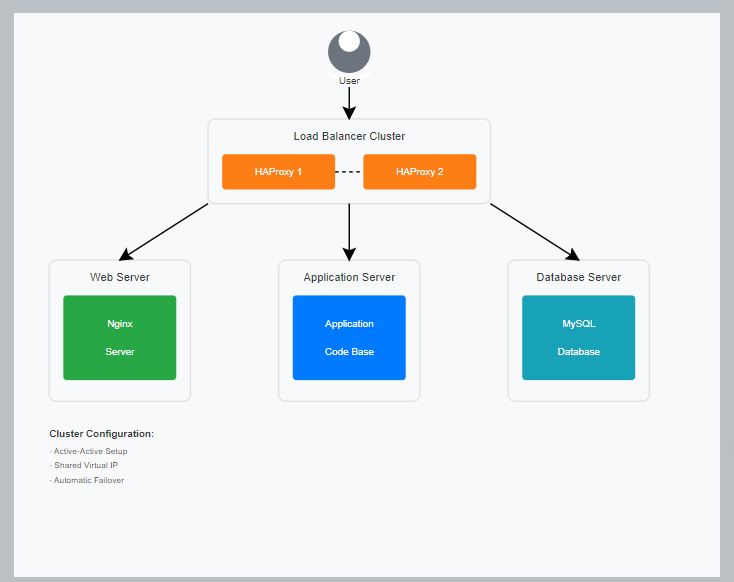 User
Load Balancer Cluster
HAProxy 1
HAProxy 2
Web Server
Nginx
Server
Application Server
Application
Code Base
Database Server
MySQL
Database
Cluster Configuration:
- Active-Active Setup
- Shared Virtual IP
- Automatic Failover